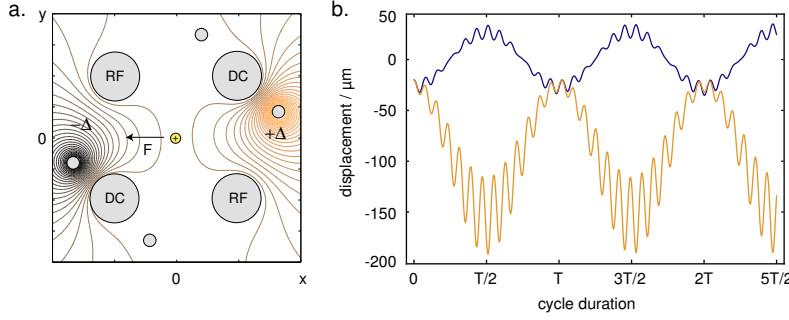 a.
y
RF
DC
−Δ
+
+Δ
0
F
DC
RF
0
x
b.
displacement / µm
50
0
-50
-100
-150
-200
0
T/2
T
3T/2
2T
5T/2
cycle duration